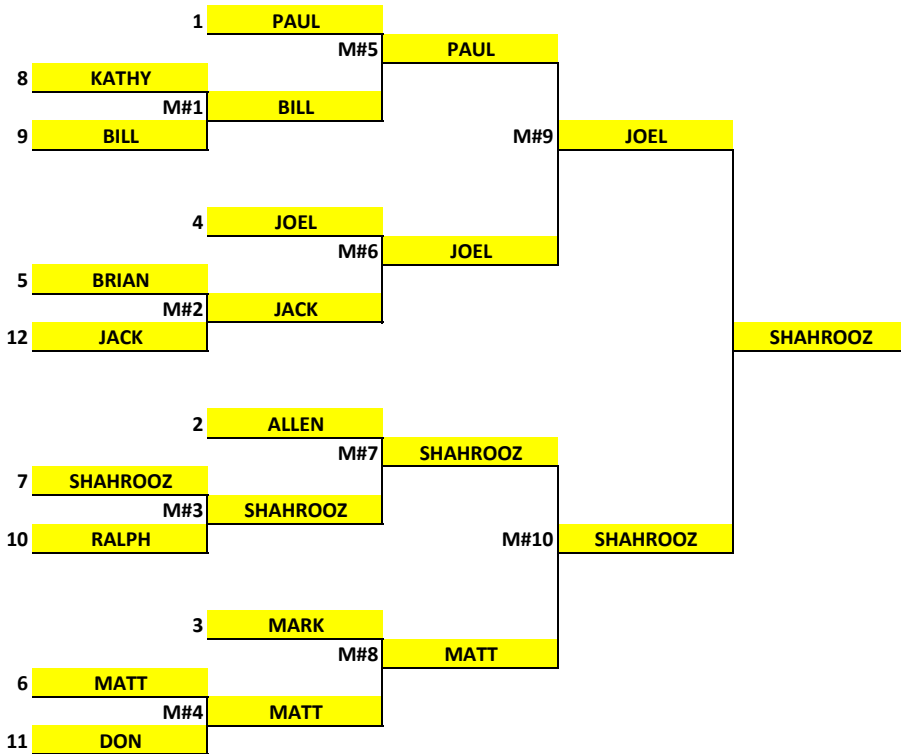 1 PAUL
M#5 PAUL
8 KATHY
M#1 BILL
9 BILL
M#9 JOEL
4 JOEL
M#6 JOEL
5 BRIAN
M#2 JACK
12 JACK
SHAHROOZ
2 ALLEN
M#7 SHAHROOZ
7 SHAHROOZ
M#3 SHAHROOZ
10 RALPH
M#10 SHAHROOZ
3 MARK
M#8 MATT
6 MATT
M#4 MATT
11 DON